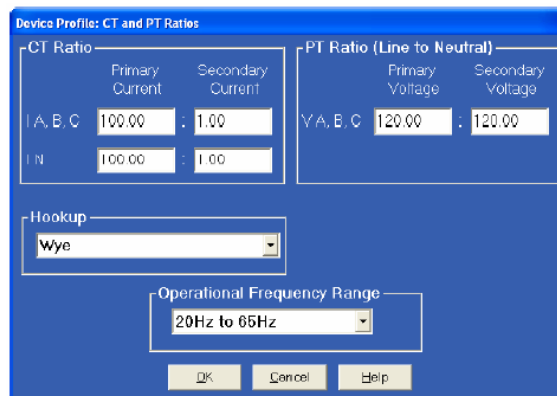 Device Profile: CT and PT Ratios
CT Ratio
Primary Current
Secondary Current
I A, B, C 100.00 : 1.00
I N 100.00 : 1.00
PT Ratio (Line to Neutral)
Primary Voltage
Secondary Voltage
V A, B, C 120.00 : 120.00
Hookup
Wye
Operational Frequency Range
20Hz to 65Hz
OK Cancel Help